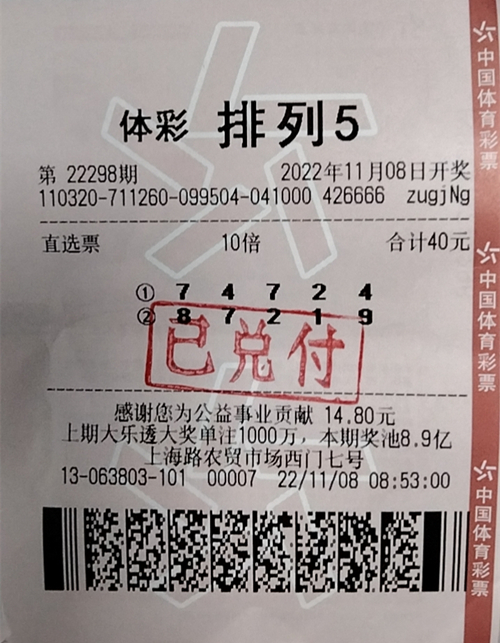 体彩 排列5
第 22298期 2022年11月08日开奖
110320-711260-099504-041000 426666 zugjNg
直选票 10倍 合计40元
① 7 4 7 2 4
② 8 7 2 1 9
已兑付
感谢您为公益事业贡献 14.80元
上期大乐透大奖单注1000万，本期奖池8.9亿
上海路农贸市场西门七号
13-063803-101 00007 22/11/08 08:53:00
中国体育彩票
中国体育彩票
中国体育彩票